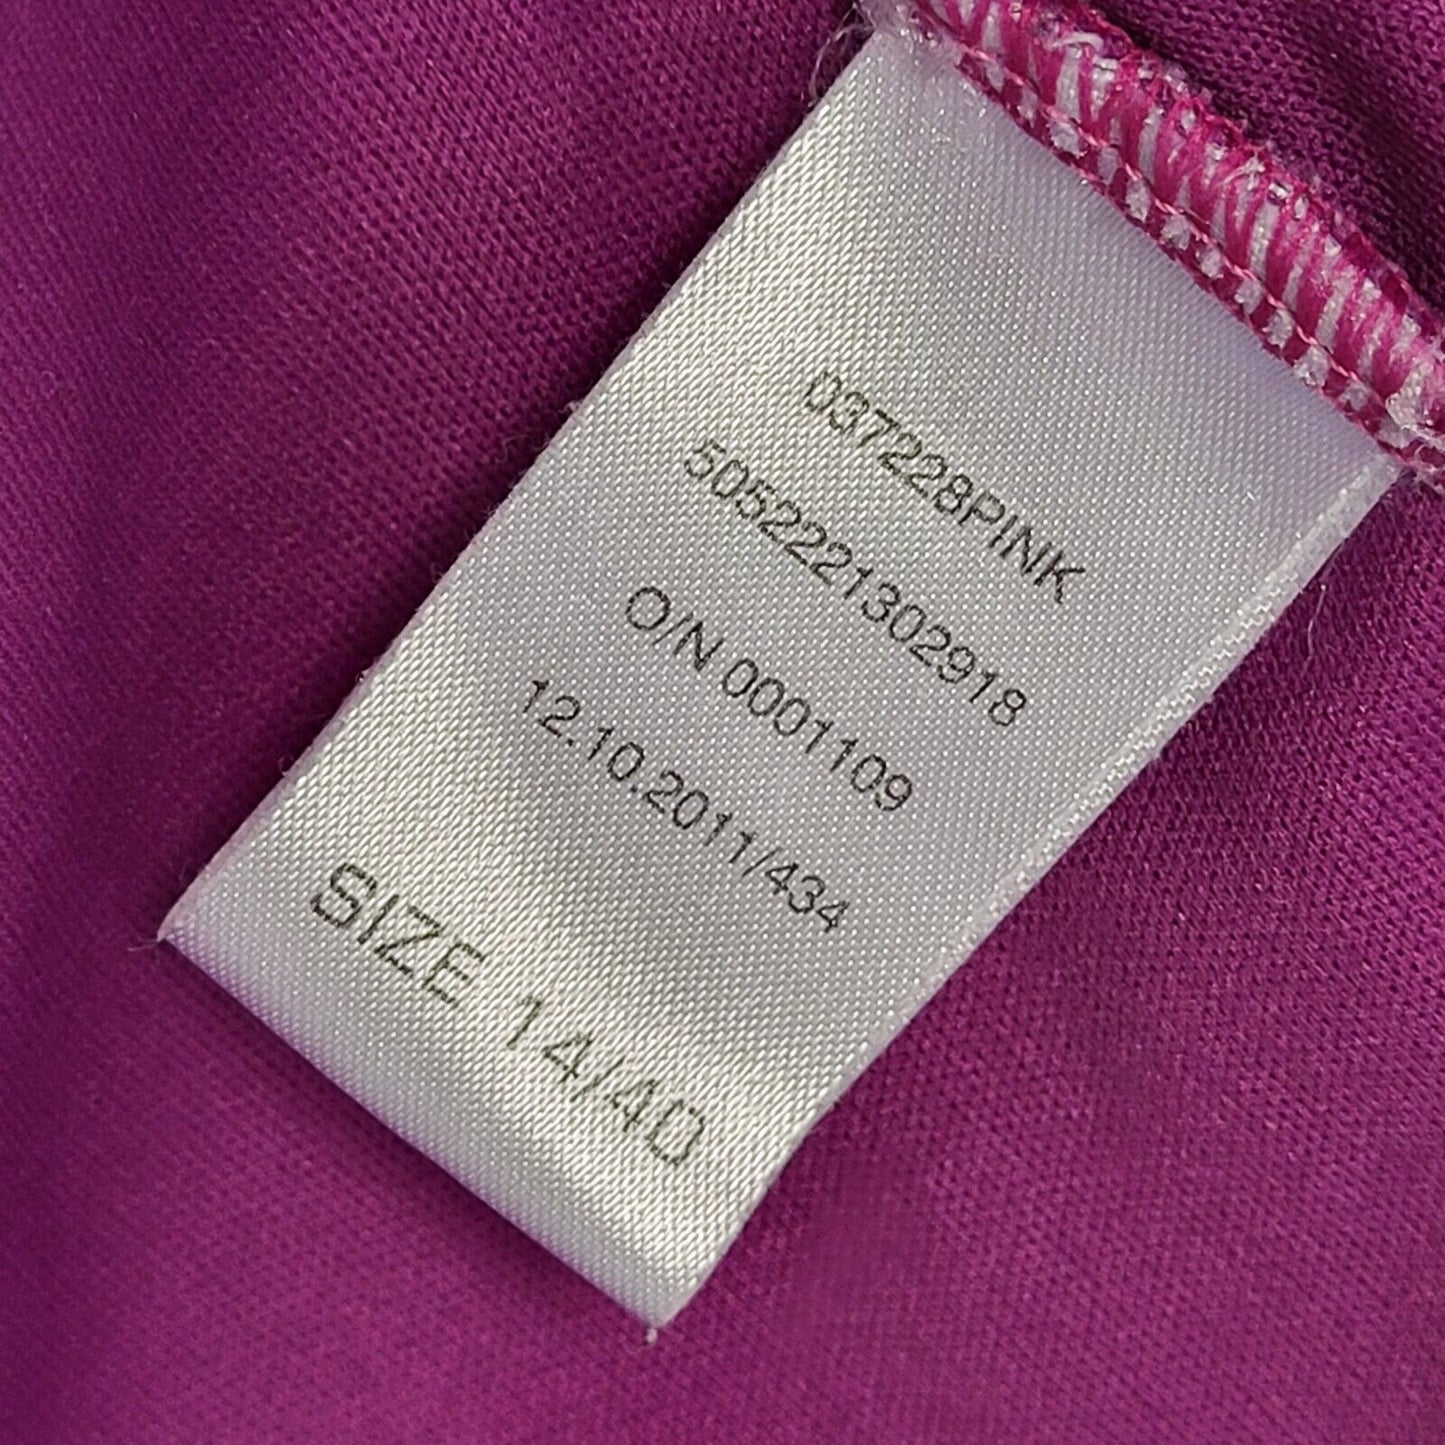 037228PINK
5052221302918
O/N 0001109
12.10.2011/434
SIZE 14/40